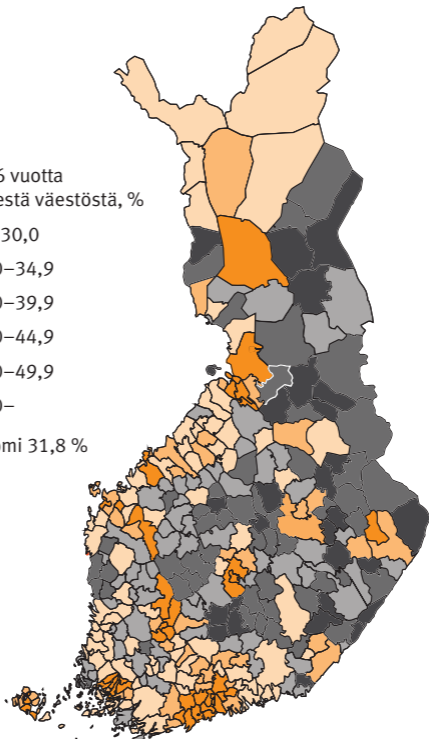 6 vuotta
estä väestöstä, %
30,0
0–34,9
0–39,9
0–44,9
0–49,9
0–
omi 31,8 %